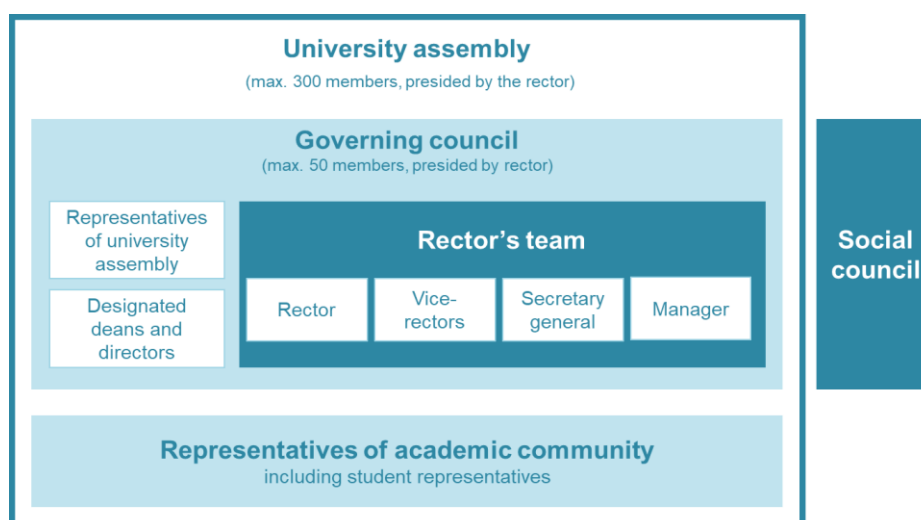 University assembly
(max. 300 members, presided by the rector)
Governing council
(max. 50 members, presided by rector)
Representatives
of university
assembly
Designated
deans and
directors
Rector's team
Rector
Vice-
rectors
Secretary
general
Manager
Social
council
Representatives of academic community
including student representatives